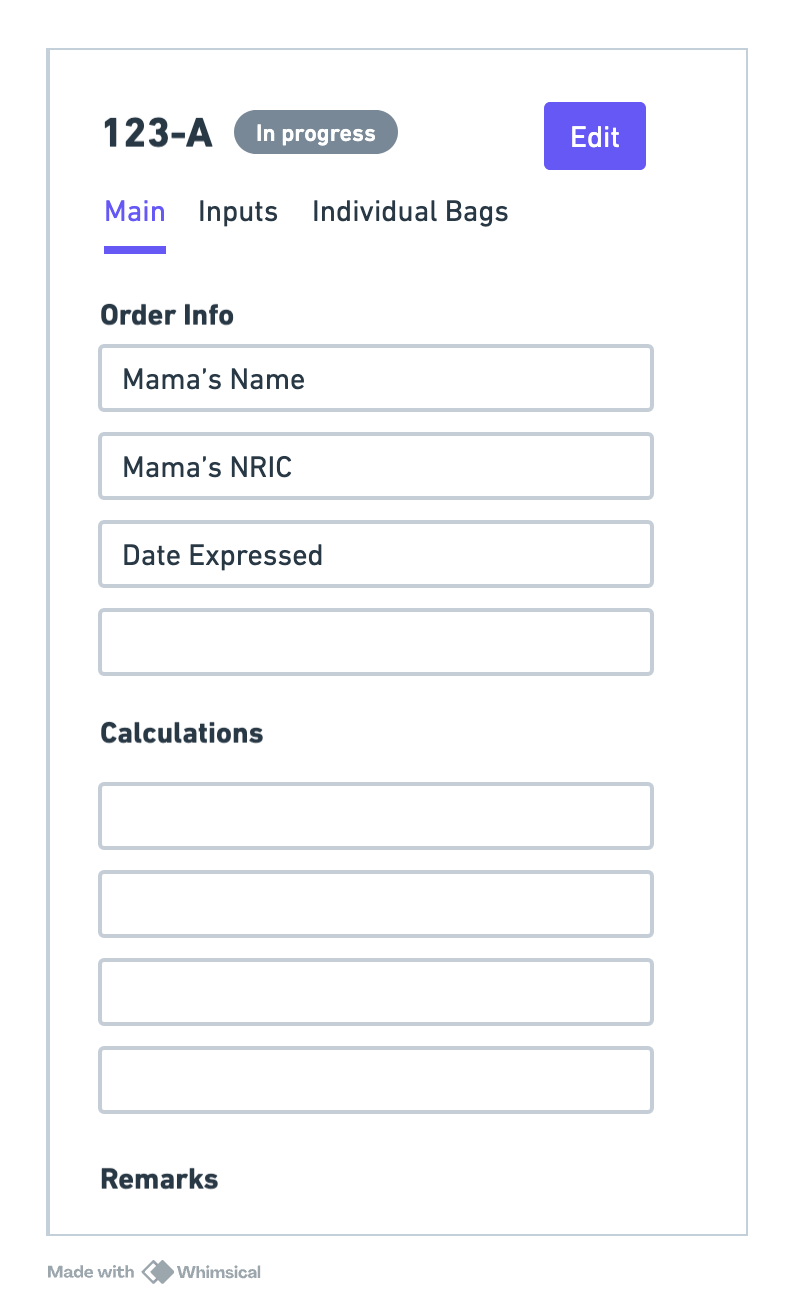 123-A In progress Edit
Main Inputs Individual Bags
Order Info
Mama’s Name
Mama’s NRIC
Date Expressed
Calculations
Remarks
Made with Whimsical